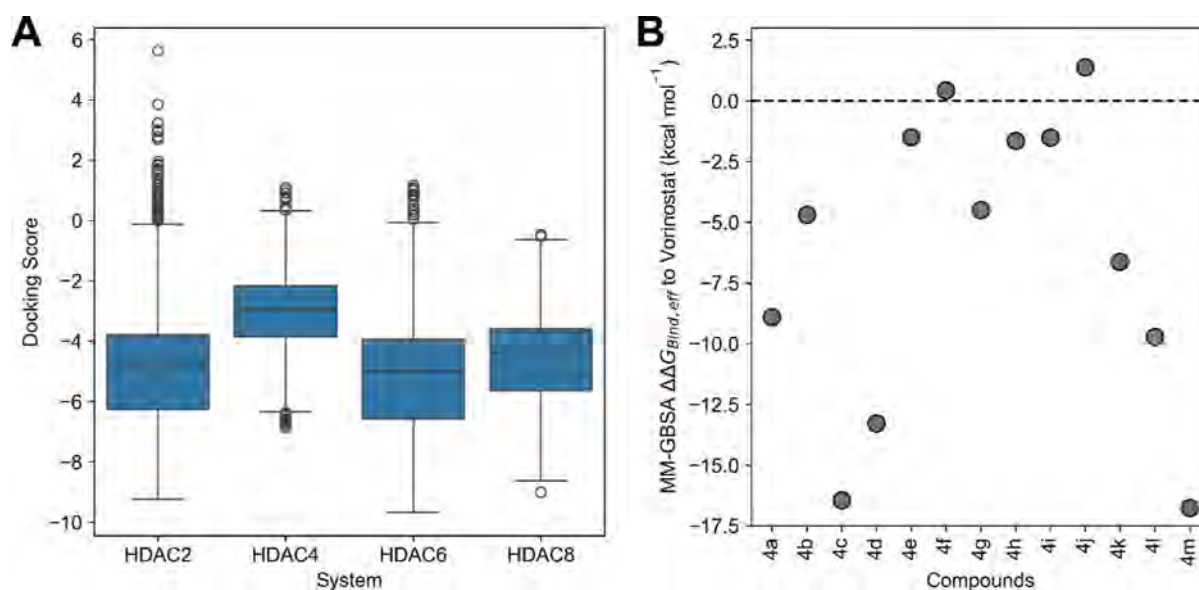 A
6
4
2
0
−2
−4
−6
−8
−10
Docking Score
HDAC2 HDAC4 HDAC6 HDAC8
System
B
2.5
0.0
−2.5
−5.0
−7.5
−10.0
−12.5
−15.0
−17.5
MM-GBSA ΔΔG_Bind, eff to Vorinostat (kcal mol⁻¹)
4a 4b 4c 4d 4e 4f 4g 4h 4i 4j 4k 4l 4m
Compounds